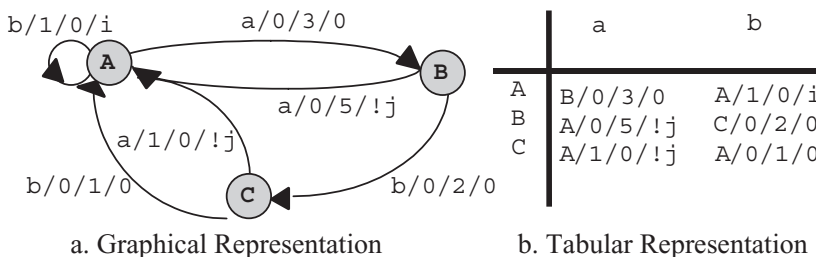 b/1/0/i
a/0/3/0
A
B
a/0/5/!j
a/1/0/!j
C
b/0/1/0
b/0/2/0
a. Graphical Representation
a b
A B/0/3/0 A/1/0/i
B A/0/5/!j C/0/2/0
C A/1/0/!j A/0/1/0
b. Tabular Representation